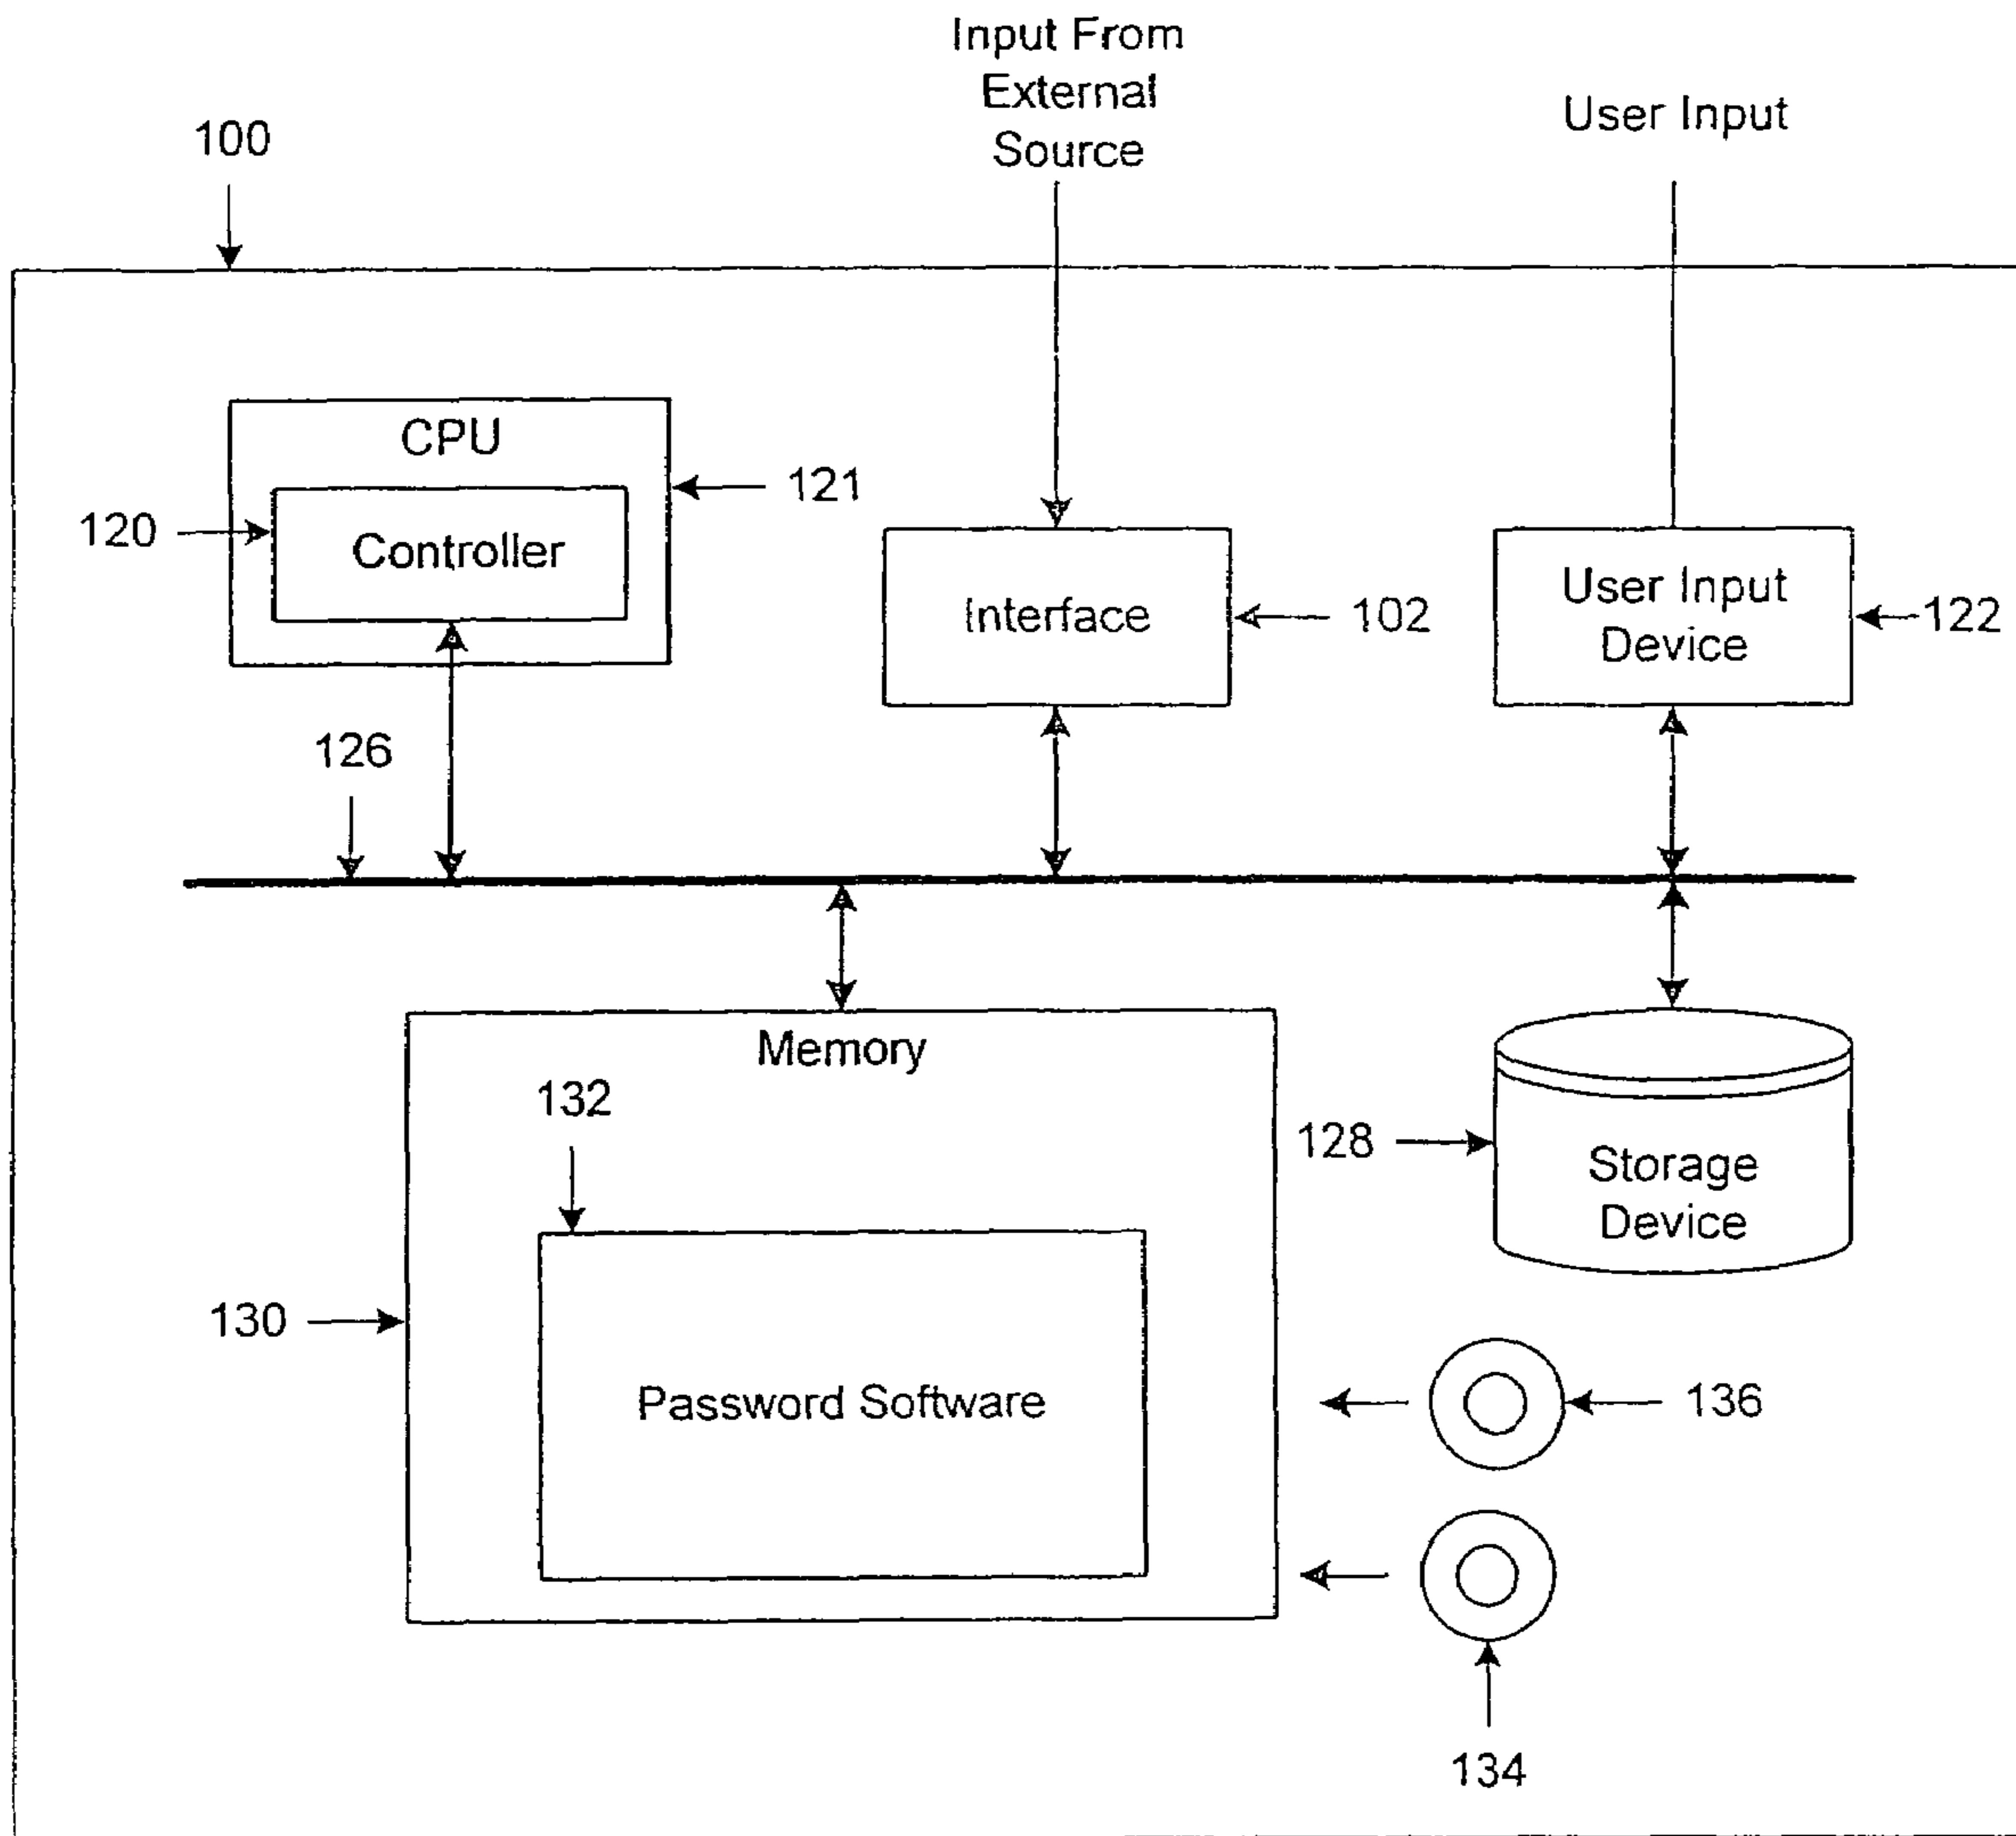 Input From
External
Source
User Input
100
CPU
121
120
Controller
Interface
102
User Input
Device
122
126
Memory
132
128
Storage
Device
130
Password Software
136
134